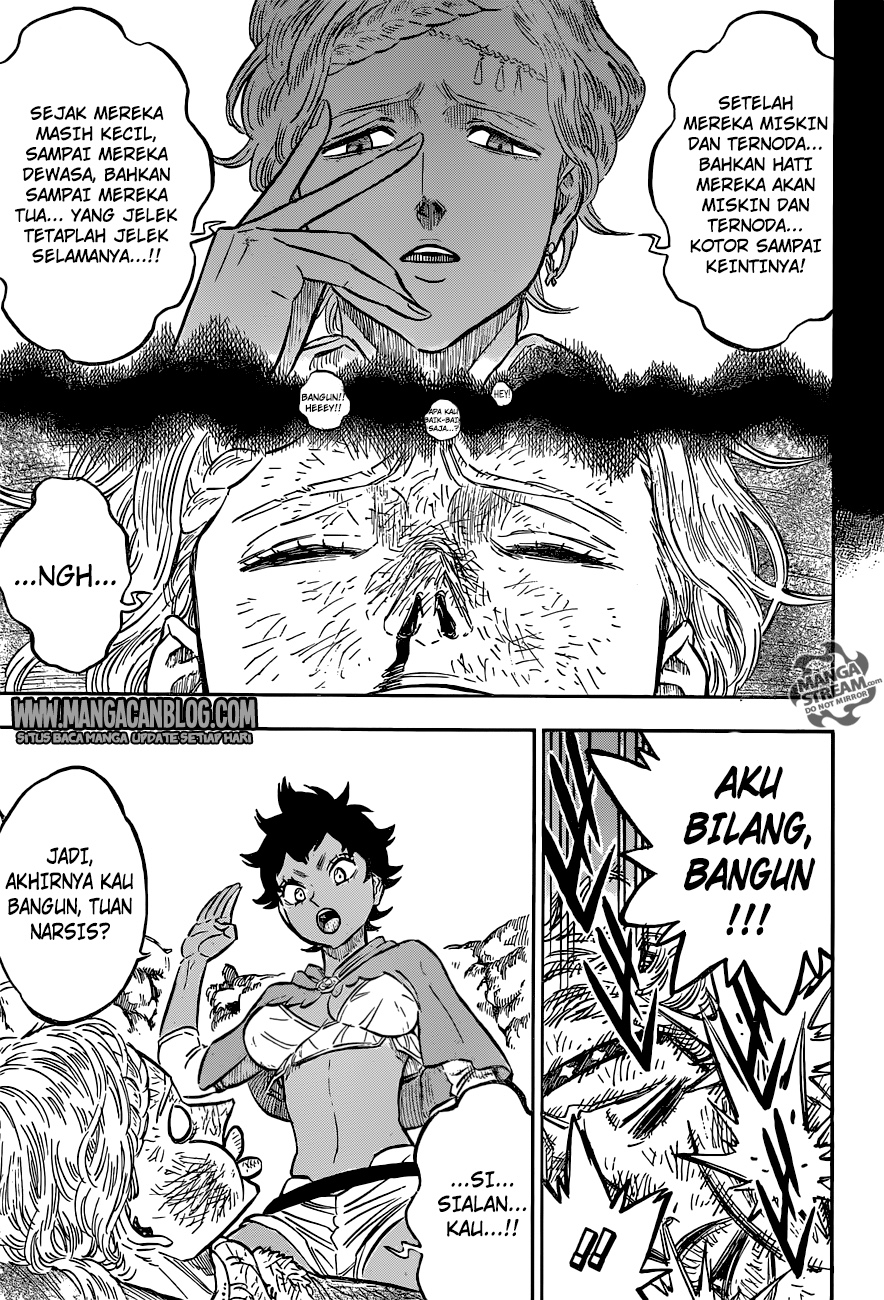 SETELAH
MEREKA MISKIN
DAN TERNODA...
BAHKAN HATI
MEREKA AKAN
MISKIN DAN
TERNODA...
KOTOR SAMPAI
KEINTINYA!
SEJAK MEREKA
MASIH KECIL,
SAMPAI MEREKA
DEWASA, BAHKAN
SAMPAI MEREKA
TUA... YANG JELEK
TETAPLAH JELEK
SELAMANYA...!!
HEY!
APA KAU
BAIK-BAIK
SAJA...?
BANGUN!!
HEEEY!!
...NGH...
MANGA
STREAM.com
DO NOT MIRROR
WWW.MANGACANBLOG.COM
SITUS BACA MANGA UPDATE SETIAP HARI
AKU
BILANG,
BANGUN
!!!
!!
JADI,
AKHIRNYA KAU
BANGUN, TUAN
NARSIS?
...SI...
SIALAN...
KAU...!!